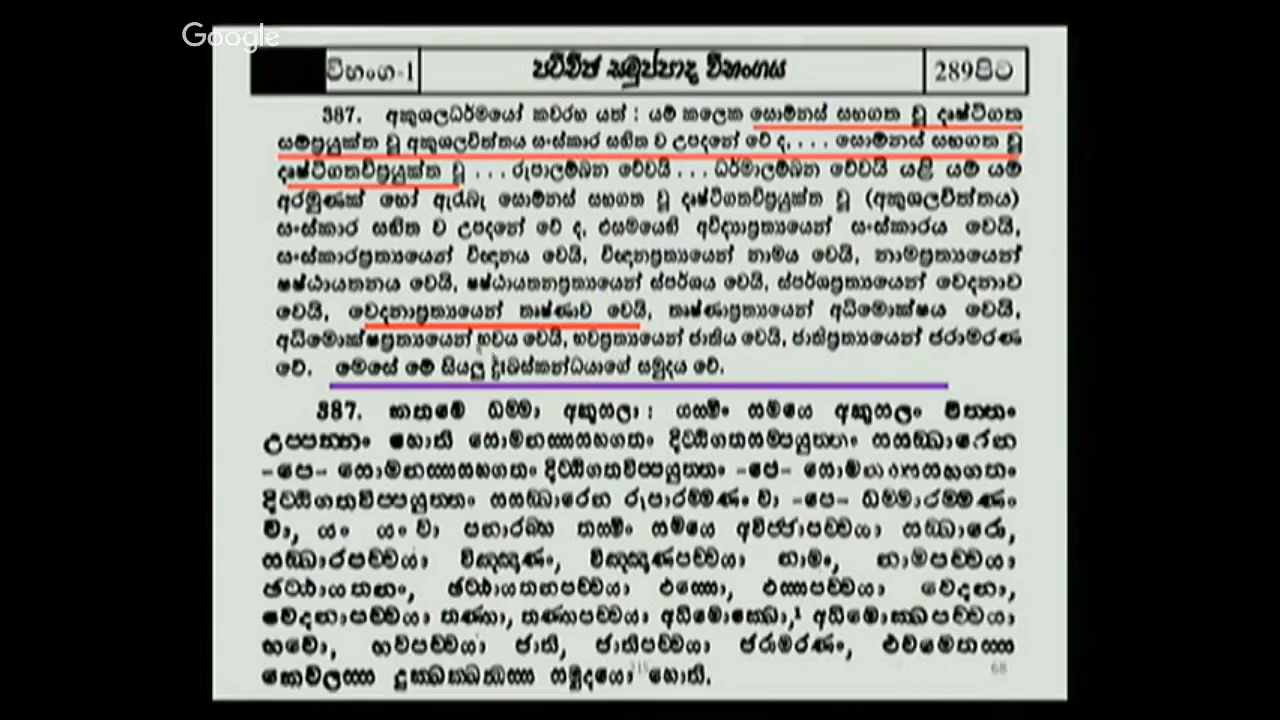 Google
විභංග-1 පටිච්ච සමුප්පාද විභංගය 289පිට
387. අකුශලධර්මයෝ කවරහ යත් : යම් කලෙක සොම්නස් සහගත වූ දෘෂ්ටිගත
සම්ප්‍රයුක්ත වූ අකුශලචිත්තය සංස්කාර සහිත ව උපදනේ වේ ද, . . . සොම්නස් සහගත වූ
දෘෂ්ටිගතවිප්‍රයුක්ත වූ . . . රූපාලම්බන වේවයි . . . ධර්මාලම්බන වේවයි යළි යම් යම්
අරමුණක් හෝ ඇරැබැ සොම්නස් සහගත වූ දෘෂ්ටිගතවිප්‍රයුක්ත වූ (අකුශලචිත්තය)
සංස්කාර සහිත ව උපදනේ වේ ද, එසමයෙහි අවිද්‍යාප්‍රත්‍යයෙන් සංස්කාරය වෙයි,
සංස්කාරප්‍රත්‍යයෙන් විඥානය වෙයි, විඥානප්‍රත්‍යයෙන් නාමය වෙයි, නාමප්‍රත්‍යයෙන්
ෂෂ්ඨායතනය වෙයි, ෂෂ්ඨායතනප්‍රත්‍යයෙන් ස්පර්ශය වෙයි, ස්පර්ශප්‍රත්‍යයෙන් වේදනාව
වෙයි, වේදනාප්‍රත්‍යයෙන් තෘෂ්ණාව වෙයි, තෘෂ්ණාප්‍රත්‍යයෙන් අධිමොක්ෂය වෙයි,
අධිමොක්ෂප්‍රත්‍යයෙන් භවය වෙයි, භවප්‍රත්‍යයෙන් ජාතිය වෙයි, ජාතිප්‍රත්‍යයෙන් ජරාමරණ
වේ. මෙසේ මේ සියලු දුඃඛස්කන්ධයාගේ සමුදය වේ.
387. කතමෙ ධම්මා අකුසලා : යස්මිං සමයෙ අකුසලං චිත්තං
උප්පන්නං හොති සොමනස්සසහගතං දිට්ඨිගතසම්පයුත්තං සසඞ්ඛාරෙන
-පෙ- සොමනස්සසහගතං දිට්ඨිගතවිප්පයුත්තං -පෙ- සොමනස්සසහගතං
දිට්ඨිගතවිප්පයුත්තං සසඞ්ඛාරෙන රූපාරම්මණං වා -පෙ- ධම්මාරම්මණං
වා, යං යං වා පනාරබ්භ තස්මිං සමයෙ අවිජ්ජාපච්චයා සඞ්ඛාරො,
සඞ්ඛාරපච්චයා විඤ්ඤාණං, විඤ්ඤාණපච්චයා නාමං, නාමපච්චයා
ඡට්ඨායතනං, ඡට්ඨායතනපච්චයා ඵස්සො, ඵස්සපච්චයා වෙදනා,
වෙදනාපච්චයා තණ්හා, තණ්හාපච්චයා අධිමොක්ඛො,¹ අධිමොක්ඛපච්චයා
භවො, භවපච්චයා ජාති, ජාතිපච්චයා ජරාමරණං, එවමෙතස්ස
කෙවලස්ස දුක්ඛක්ඛන්ධස්ස සමුදයො හොති.
68